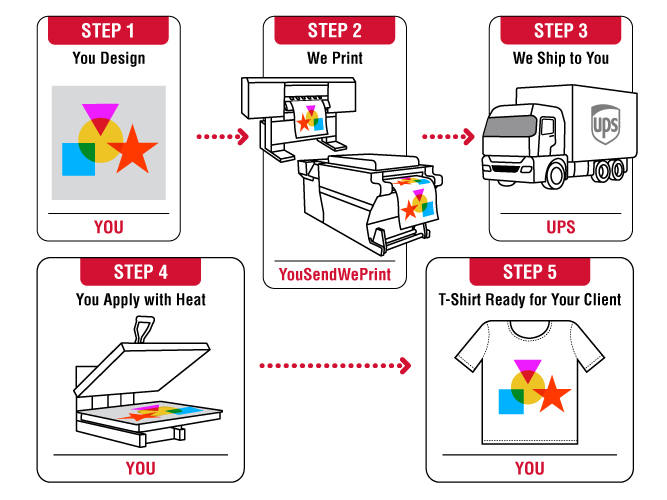 STEP 1
You Design
YOU
STEP 2
We Print
YouSendWePrint
STEP 3
We Ship to You
ups
UPS
STEP 4
You Apply with Heat
YOU
STEP 5
T-Shirt Ready for Your Client
YOU